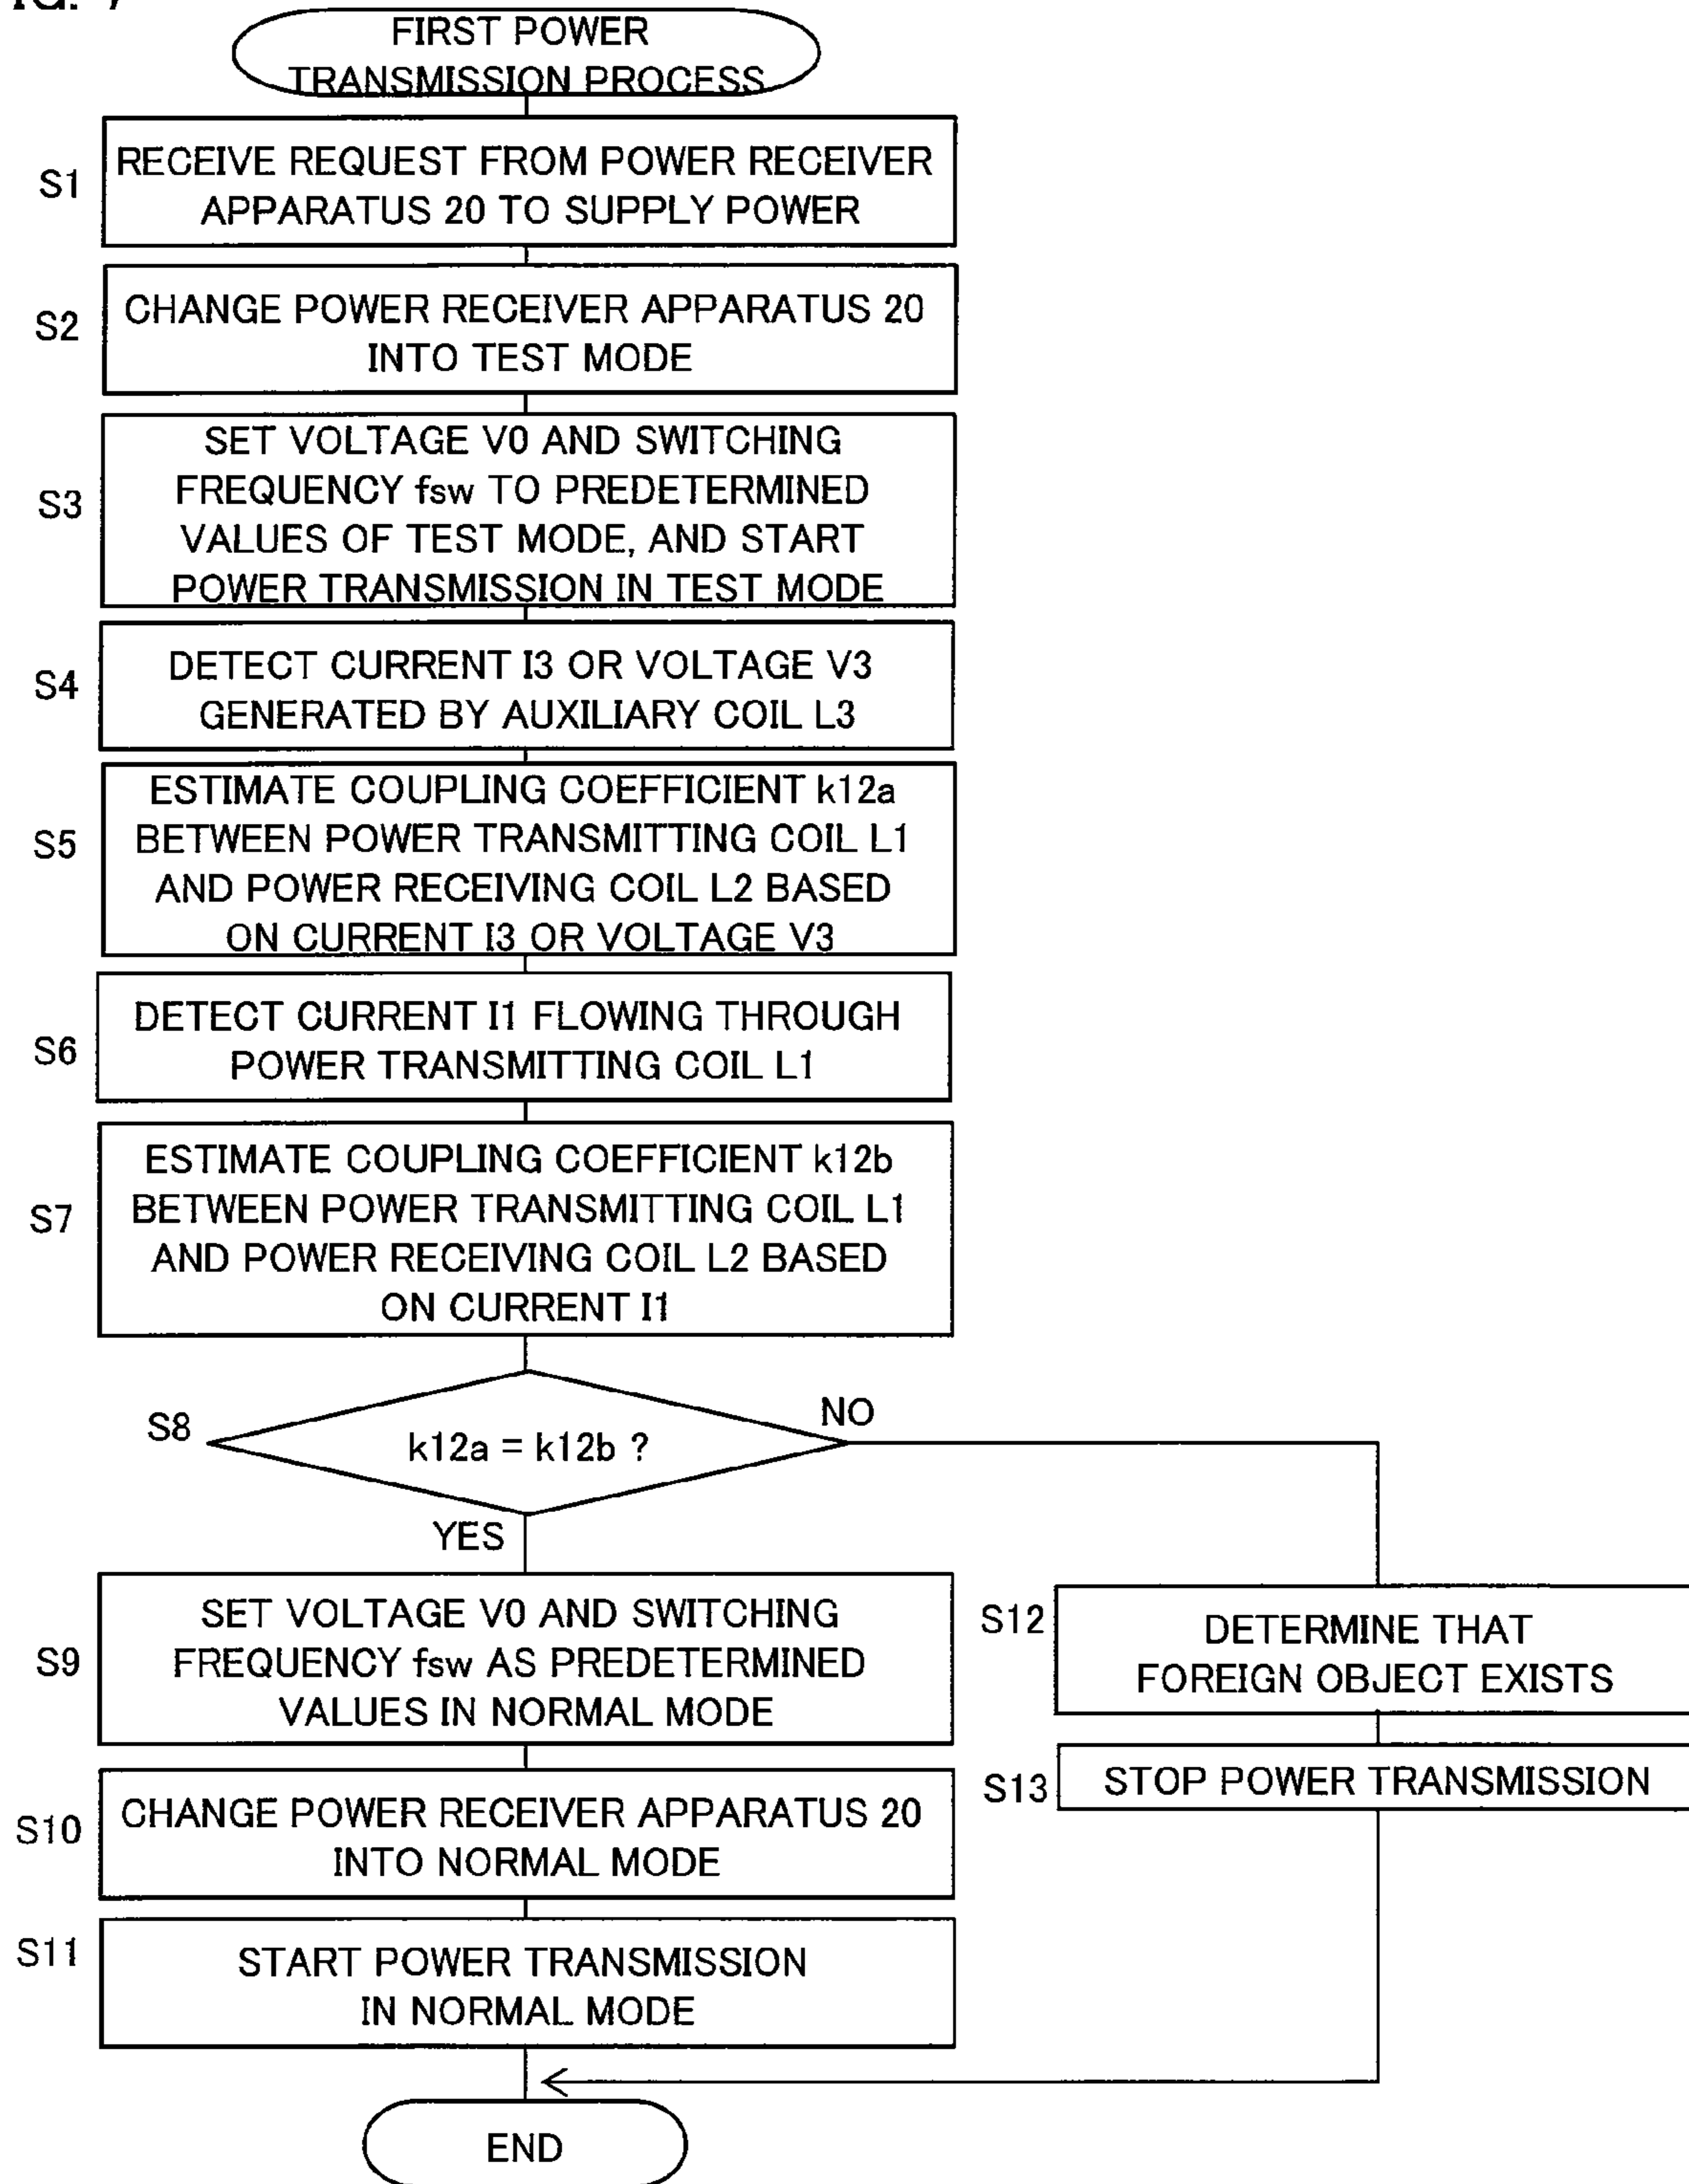 FIRST POWER
TRANSMISSION PROCESS
S1
RECEIVE REQUEST FROM POWER RECEIVER
APPARATUS 20 TO SUPPLY POWER
S2
CHANGE POWER RECEIVER APPARATUS 20
INTO TEST MODE
S3
SET VOLTAGE V0 AND SWITCHING
FREQUENCY fsw TO PREDETERMINED
VALUES OF TEST MODE, AND START
POWER TRANSMISSION IN TEST MODE
S4
DETECT CURRENT I3 OR VOLTAGE V3
GENERATED BY AUXILIARY COIL L3
S5
ESTIMATE COUPLING COEFFICIENT k12a
BETWEEN POWER TRANSMITTING COIL L1
AND POWER RECEIVING COIL L2 BASED
ON CURRENT I3 OR VOLTAGE V3
S6
DETECT CURRENT I1 FLOWING THROUGH
POWER TRANSMITTING COIL L1
S7
ESTIMATE COUPLING COEFFICIENT k12b
BETWEEN POWER TRANSMITTING COIL L1
AND POWER RECEIVING COIL L2 BASED
ON CURRENT I1
S8
k12a = k12b ?
NO
YES
S9
SET VOLTAGE V0 AND SWITCHING
FREQUENCY fsw AS PREDETERMINED
VALUES IN NORMAL MODE
S10
CHANGE POWER RECEIVER APPARATUS 20
INTO NORMAL MODE
S11
START POWER TRANSMISSION
IN NORMAL MODE
S12
DETERMINE THAT
FOREIGN OBJECT EXISTS
S13
STOP POWER TRANSMISSION
END